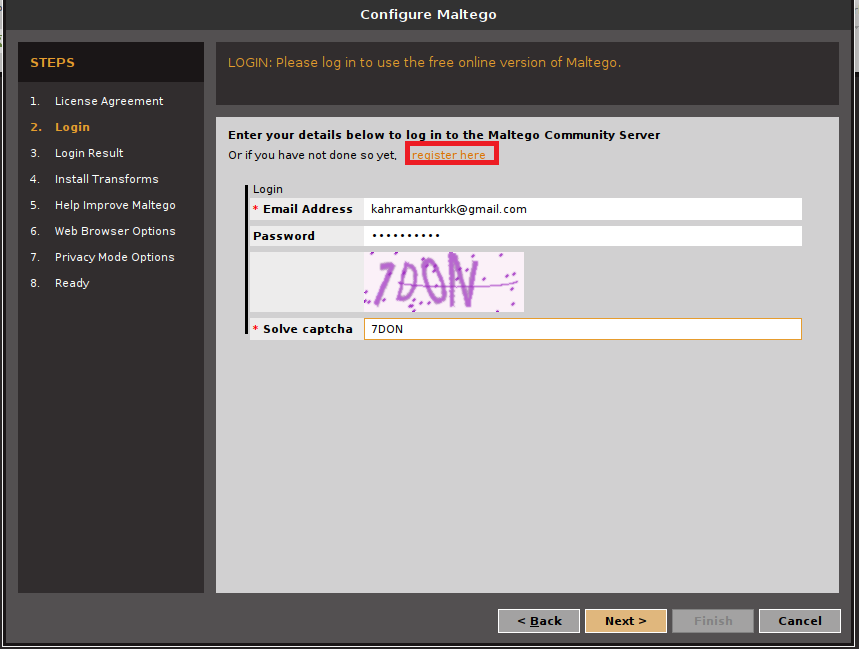 Configure Maltego
STEPS
1. License Agreement
2. Login
3. Login Result
4. Install Transforms
5. Help Improve Maltego
6. Web Browser Options
7. Privacy Mode Options
8. Ready
LOGIN: Please log in to use the free online version of Maltego.
Enter your details below to log in to the Maltego Community Server
Or if you have not done so yet, register here
Login
* Email Address kahramanturkk@gmail.com
Password ••••••••••
7DON
* Solve captcha 7DON
< Back Next > Finish Cancel